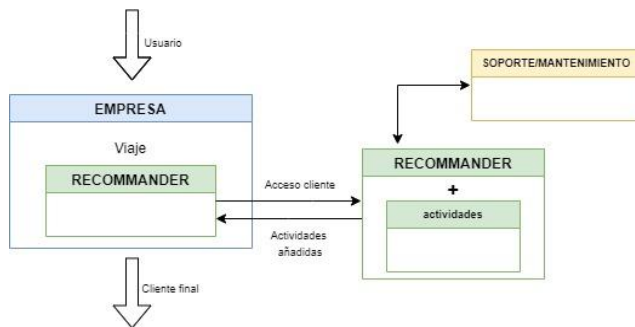 Usuario
SOPORTE/MANTENIMIENTO
EMPRESA
Viaje
RECOMMANDER
RECOMMANDER
+
actividades
Acceso cliente
Actividades
añadidas
Cliente final